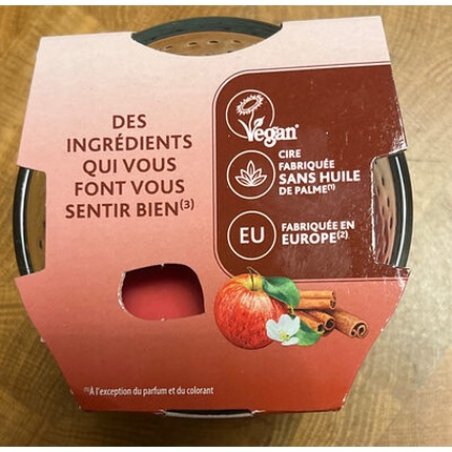 DES
INGRÉDIENTS
QUI VOUS
FONT VOUS
SENTIR BIEN(3)
Vegan
CIRE
FABRIQUÉE
SANS HUILE
DE PALME(1)
EU
FABRIQUÉE EN
EUROPE(2)
(1)À l'exception du parfum et du colorant